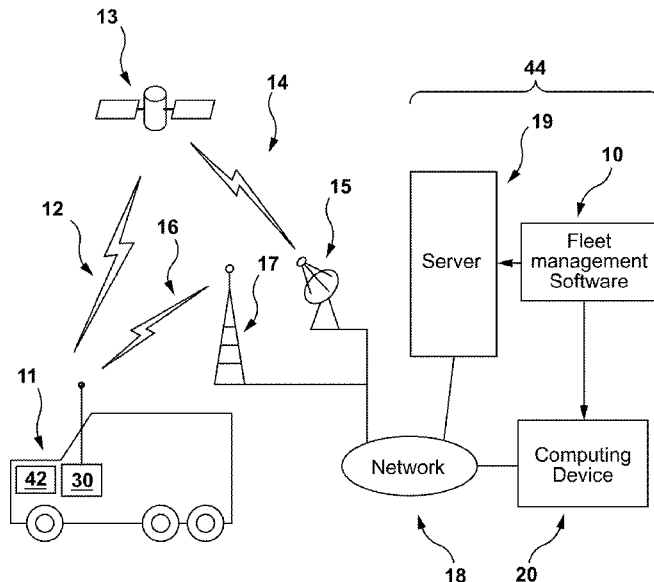 13
44
14
19
10
15
12
16
17
Server
Fleet
management
Software
11
42
30
Network
Computing
Device
18
20